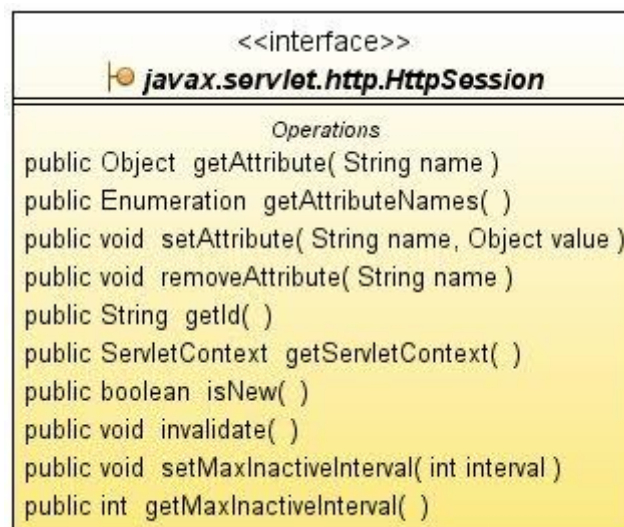 <<interface>>
javax.servlet.http.HttpSession
Operations
public Object getAttribute( String name )
public Enumeration getAttributeNames( )
public void setAttribute( String name, Object value )
public void removeAttribute( String name )
public String getId( )
public ServletContext getServletContext( )
public boolean isNew( )
public void invalidate( )
public void setMaxInactiveInterval( int interval )
public int getMaxInactiveInterval( )